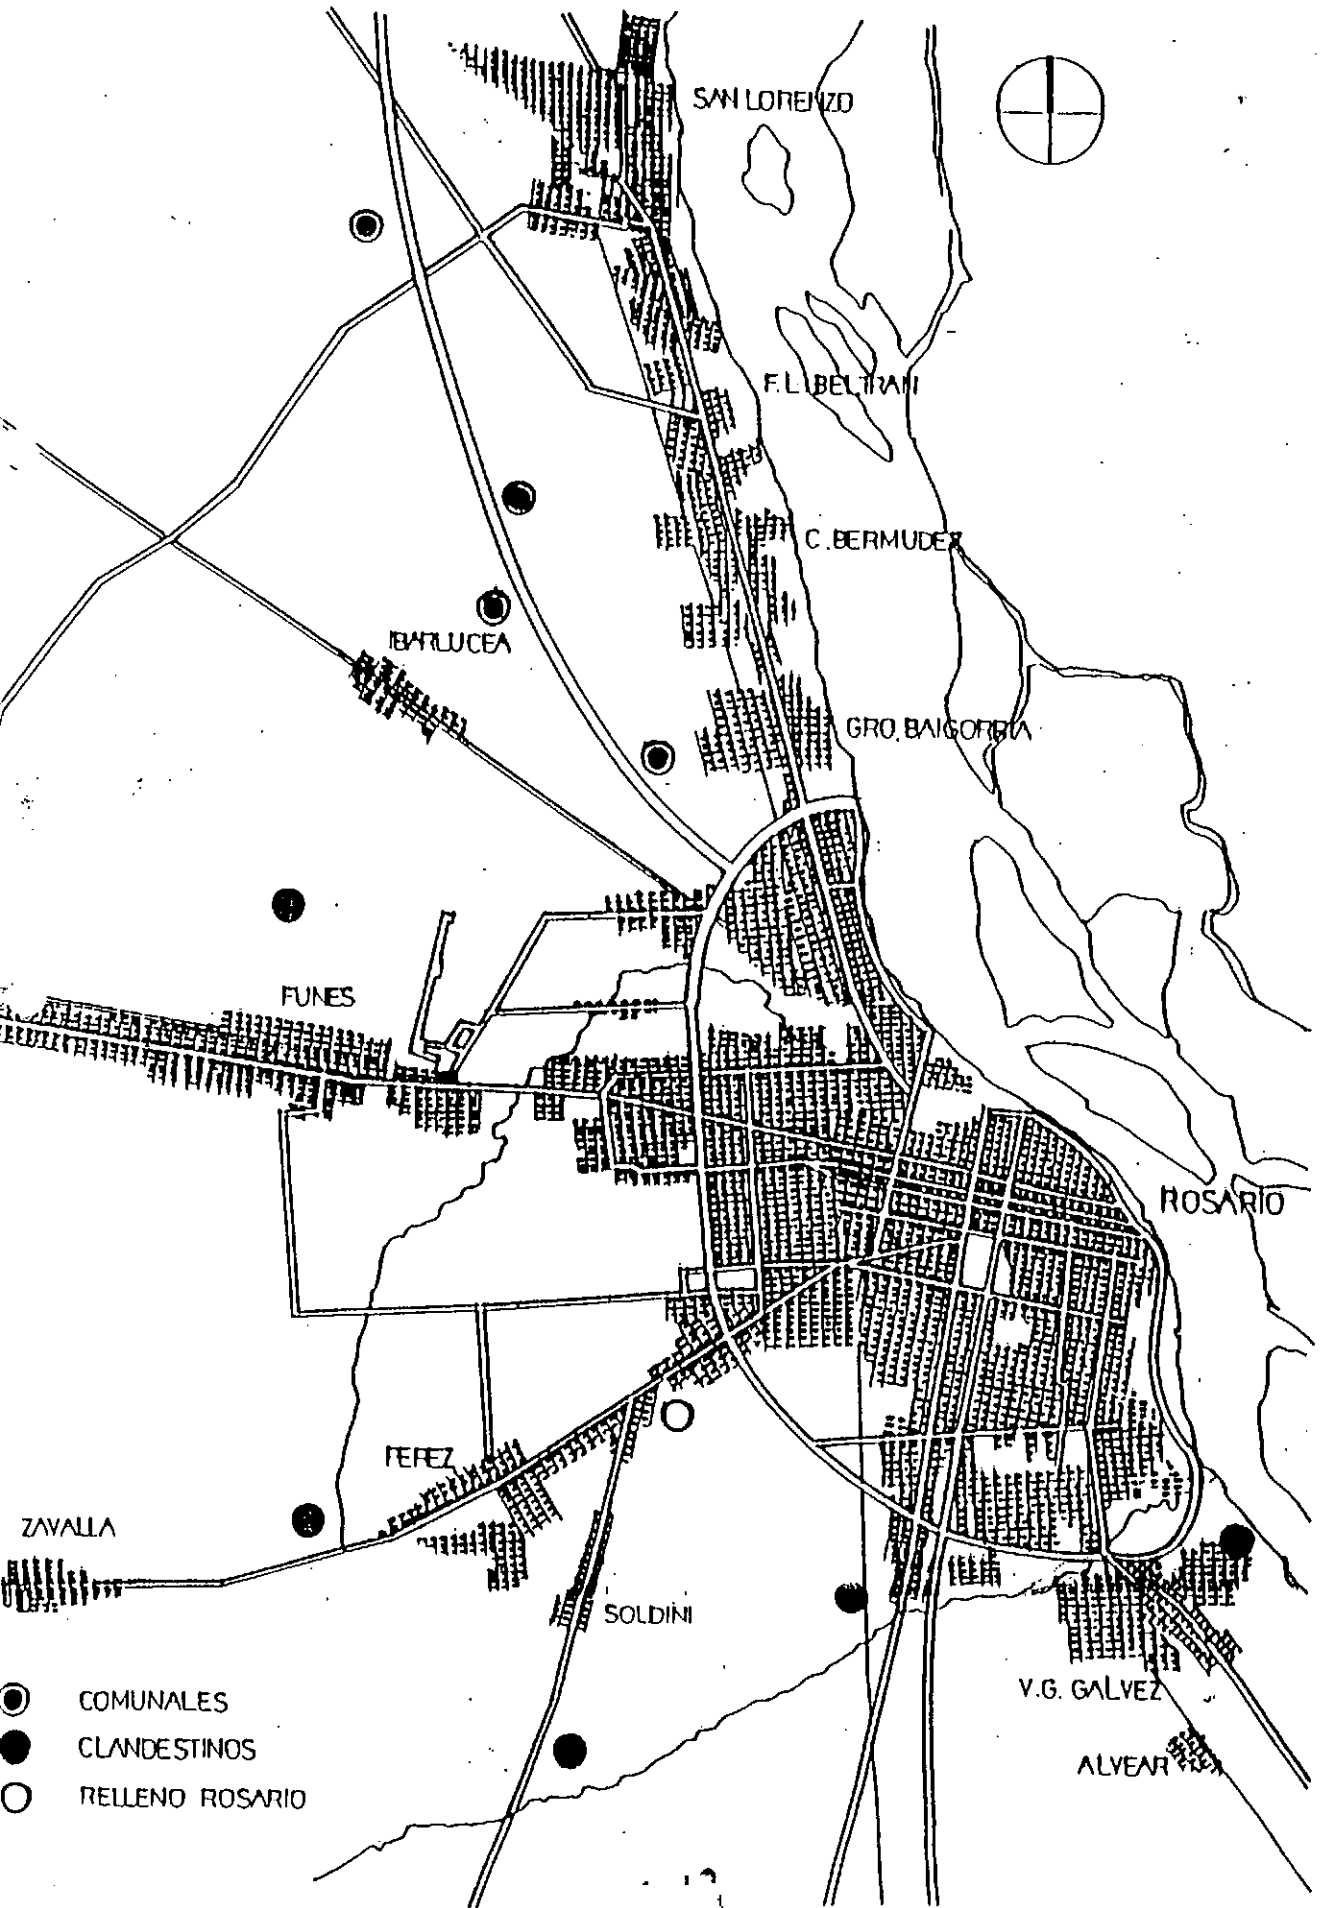 SAN LORENZO
F.L. BELTRAN
C. BERMUDEZ
IBARLUCEA
GRO. BAIGORRIA
FUNES
ROSARIO
PEREZ
ZAVALLA
SOLDINI
V.G. GALVEZ
ALVEAR
COMUNALES
CLANDESTINOS
RELLENO ROSARIO